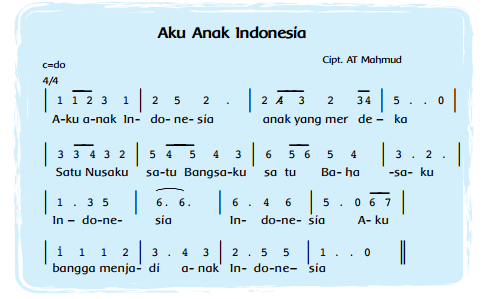 Aku Anak Indonesia
Cipt. AT Mahmud
c=do
4/4
| 1 1 2 3 1 | 2 5 2 . | 2 4 3 2 3 4 | 5 . . 0 |
A-ku a-nak In- do- ne- sia anak yang mer de - ka
| 3 3 4 3 2 | 5 4 5 4 3 | 6 5 6 5 4 | 3 . 2 . |
Satu Nusaku sa-tu Bangsa-ku sa tu Ba- ha -sa- ku
| 1 . 3 5 | 6 . 6 . | 6 . 4 6 | 5 . 0 6 7 |
In - do-ne- sia In- do-ne- sia A- ku
| i 1 1 2 | 3 . 4 3 | 2 . 5 5 | 1 . . 0 ||
bangga menja- di a- nak In- do-ne- sia